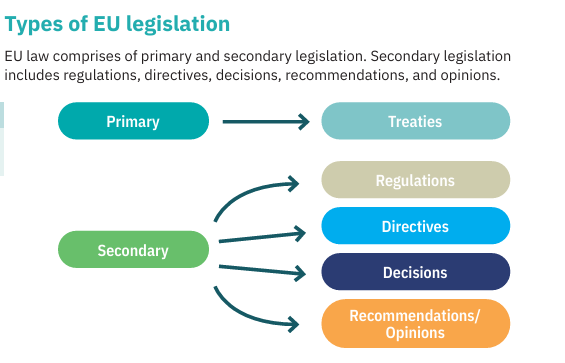 Types of EU legislation
EU law comprises of primary and secondary legislation. Secondary legislation
includes regulations, directives, decisions, recommendations, and opinions.
Primary
Treaties
Regulations
Directives
Secondary
Decisions
Recommendations/
Opinions